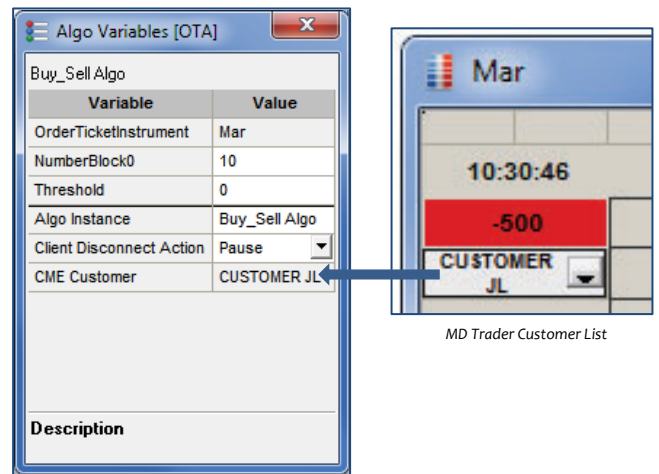 Algo Variables [OTA]
Buy_Sell Algo
Variable Value
OrderTicketInstrument Mar
NumberBlock0 10
Threshold 0
Algo Instance Buy_Sell Algo
Client Disconnect Action Pause
CME Customer CUSTOMER JL
Description
Mar
10:30:46
-500
CUSTOMER
JL
MD Trader Customer List